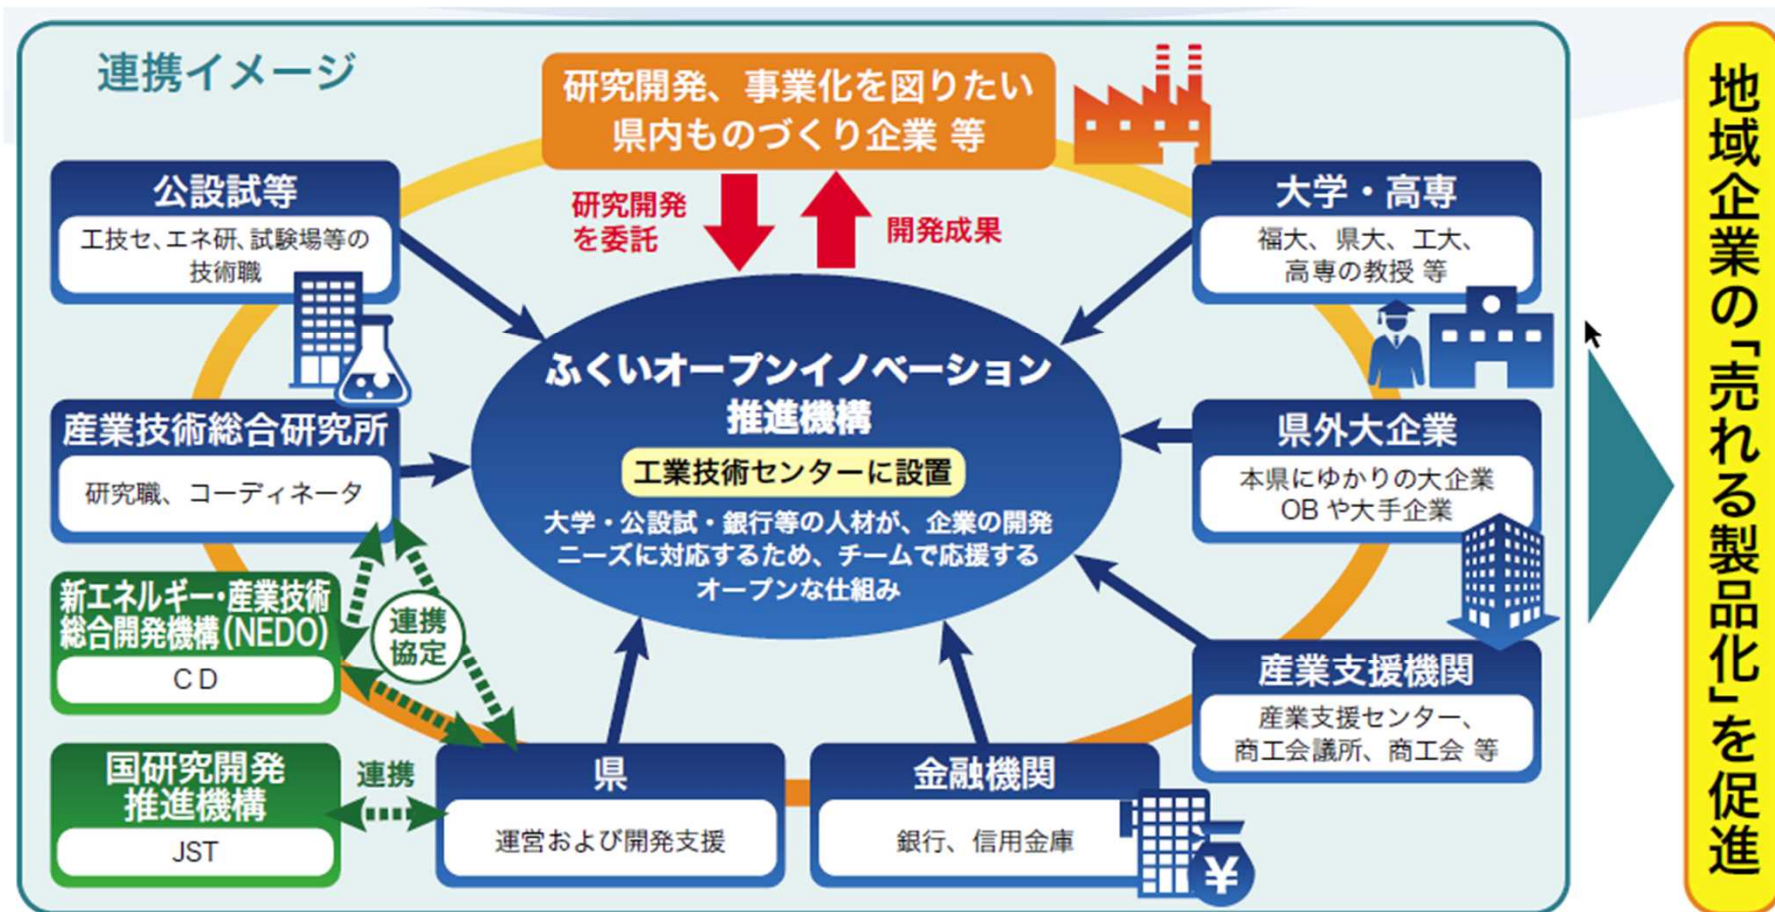 連携イメージ
研究開発、事業化を図りたい
県内ものづくり企業 等
研究開発
を委託
開発成果
公設試等
工技セ、エネ研、試験場等の
技術職
大学・高専
福大、県大、工大、
高専の教授 等
ふくいオープンイノベーション
推進機構
工業技術センターに設置
大学・公設試・銀行等の人材が、企業の開発
ニーズに対応するため、チームで応援する
オープンな仕組み
産業技術総合研究所
研究職、コーディネータ
県外大企業
本県にゆかりの大企業
OB や大手企業
新エネルギー・産業技術
総合開発機構(NEDO)
CD
連携
協定
産業支援機関
産業支援センター、
商工会議所、商工会 等
国研究開発
推進機構
JST
連携
県
運営および開発支援
金融機関
銀行、信用金庫
¥
地域企業の「売れる製品化」を促進